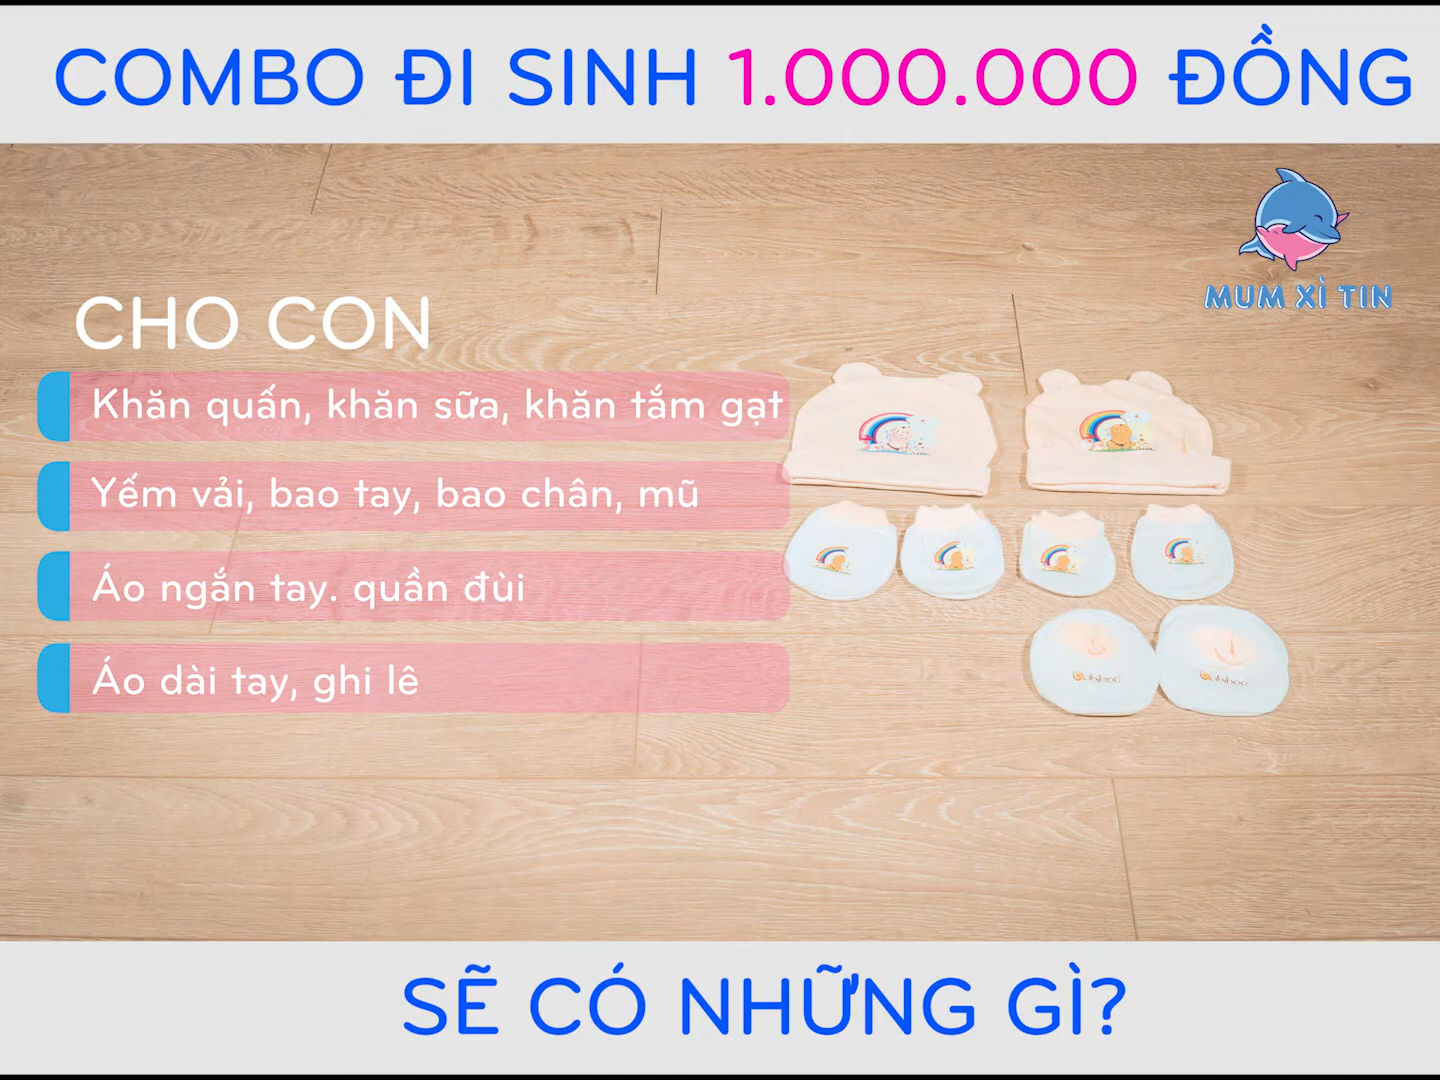 COMBO ĐI SINH 1.000.000 ĐỒNG
MUM XÌ TIN
CHO CON
Khăn quấn, khăn sữa, khăn tắm gạt
Yếm vải, bao tay, bao chân, mũ
Áo ngắn tay. quần đùi
Áo dài tay, ghi lê
SẼ CÓ NHỮNG GÌ?